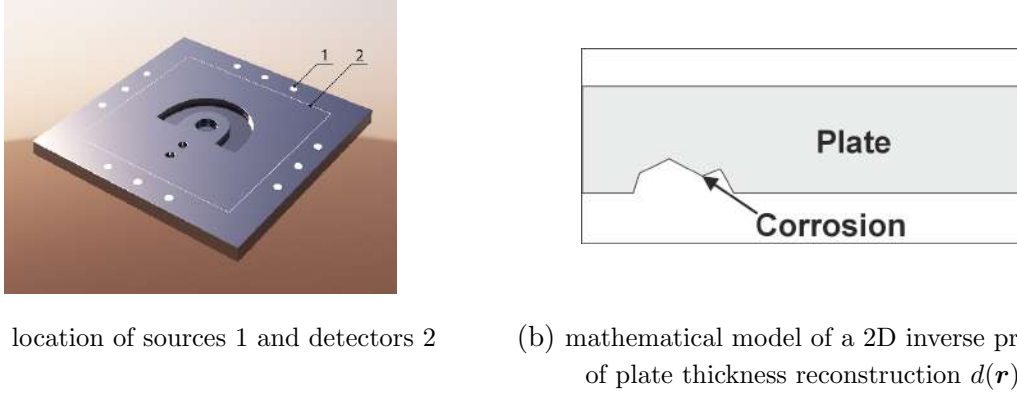 1
2
Plate
Corrosion
location of sources 1 and detectors 2
(b) mathematical model of a 2D inverse pr
of plate thickness reconstruction d(r)